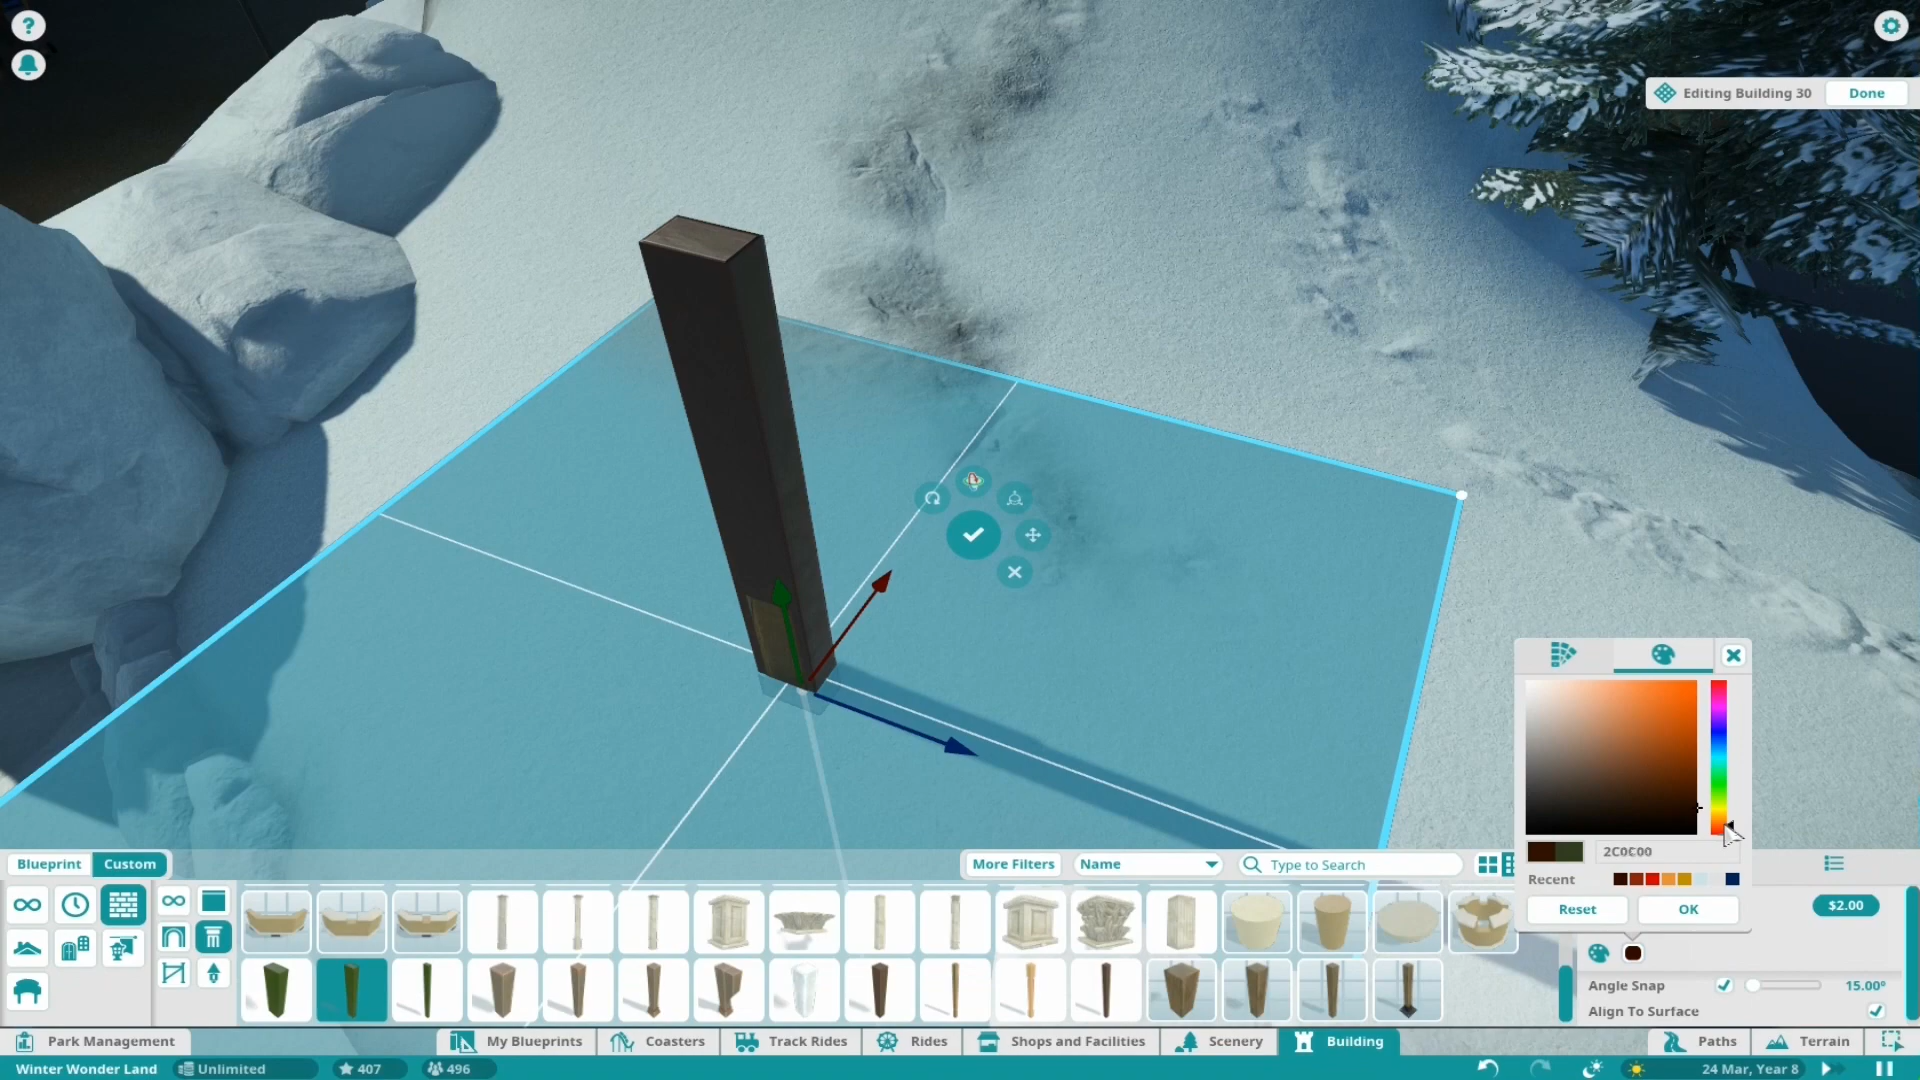 ?
Editing Building 30
Done
2C0C00
Recent
Reset
OK
Blueprint
Custom
More Filters
Name
Type to Search
$2.00
Angle Snap
15.00°
Align To Surface
Park Management
My Blueprints
Coasters
Track Rides
Rides
Shops and Facilities
Scenery
Building
Paths
Terrain
Winter Wonder Land
Unlimited
407
496
24 Mar, Year 8